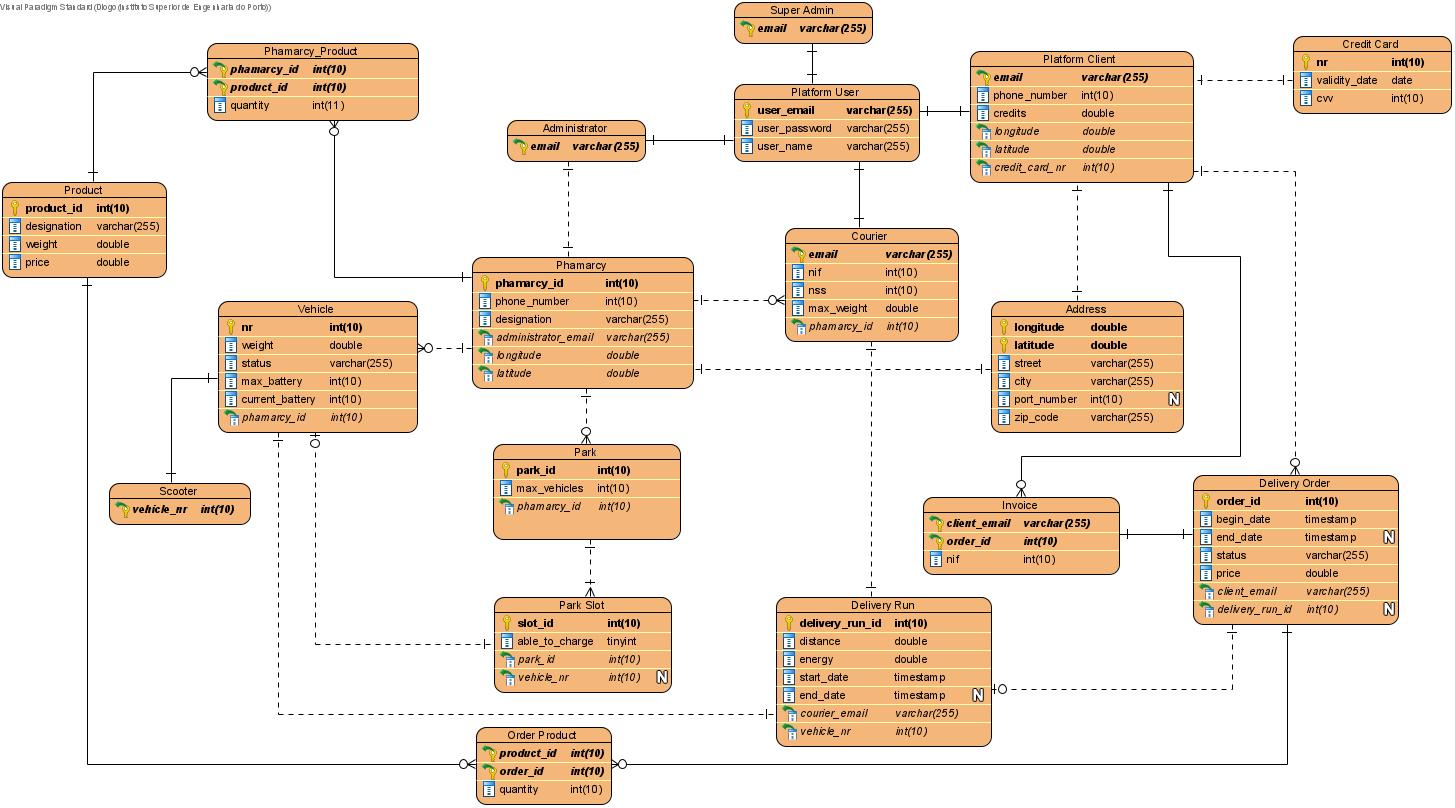 Visual Paradigm Standard (Diogo (Instituto Superior de Engenharia do Porto))
Super Admin
email varchar(255)
Phamarcy_Product
phamarcy_id int(10)
product_id int(10)
quantity int(11)
Platform Client
email varchar(255)
phone_number int(10)
credits double
longitude double
latitude double
credit_card_nr int(10)
Credit Card
nr int(10)
validity_date date
cvv int(10)
Platform User
user_email varchar(255)
user_password varchar(255)
user_name varchar(255)
Administrator
email varchar(255)
Product
product_id int(10)
designation varchar(255)
weight double
price double
Courier
email varchar(255)
nif int(10)
nss int(10)
max_weight double
phamarcy_id int(10)
Phamarcy
phamarcy_id int(10)
phone_number int(10)
designation varchar(255)
administrator_email varchar(255)
longitude double
latitude double
Vehicle
nr int(10)
weight double
status varchar(255)
max_battery int(10)
current_battery int(10)
phamarcy_id int(10)
Address
longitude double
latitude double
street varchar(255)
city varchar(255)
port_number int(10) N
zip_code varchar(255)
Park
park_id int(10)
max_vehicles int(10)
phamarcy_id int(10)
Scooter
vehicle_nr int(10)
Invoice
client_email varchar(255)
order_id int(10)
nif int(10)
Delivery Order
order_id int(10)
begin_date timestamp
end_date timestamp N
status varchar(255)
price double
client_email varchar(255)
delivery_run_id int(10) N
Park Slot
slot_id int(10)
able_to_charge tinyint
park_id int(10)
vehicle_nr int(10) N
Delivery Run
delivery_run_id int(10)
distance double
energy double
start_date timestamp
end_date timestamp N
courier_email varchar(255)
vehicle_nr int(10)
Order Product
product_id int(10)
order_id int(10)
quantity int(10)